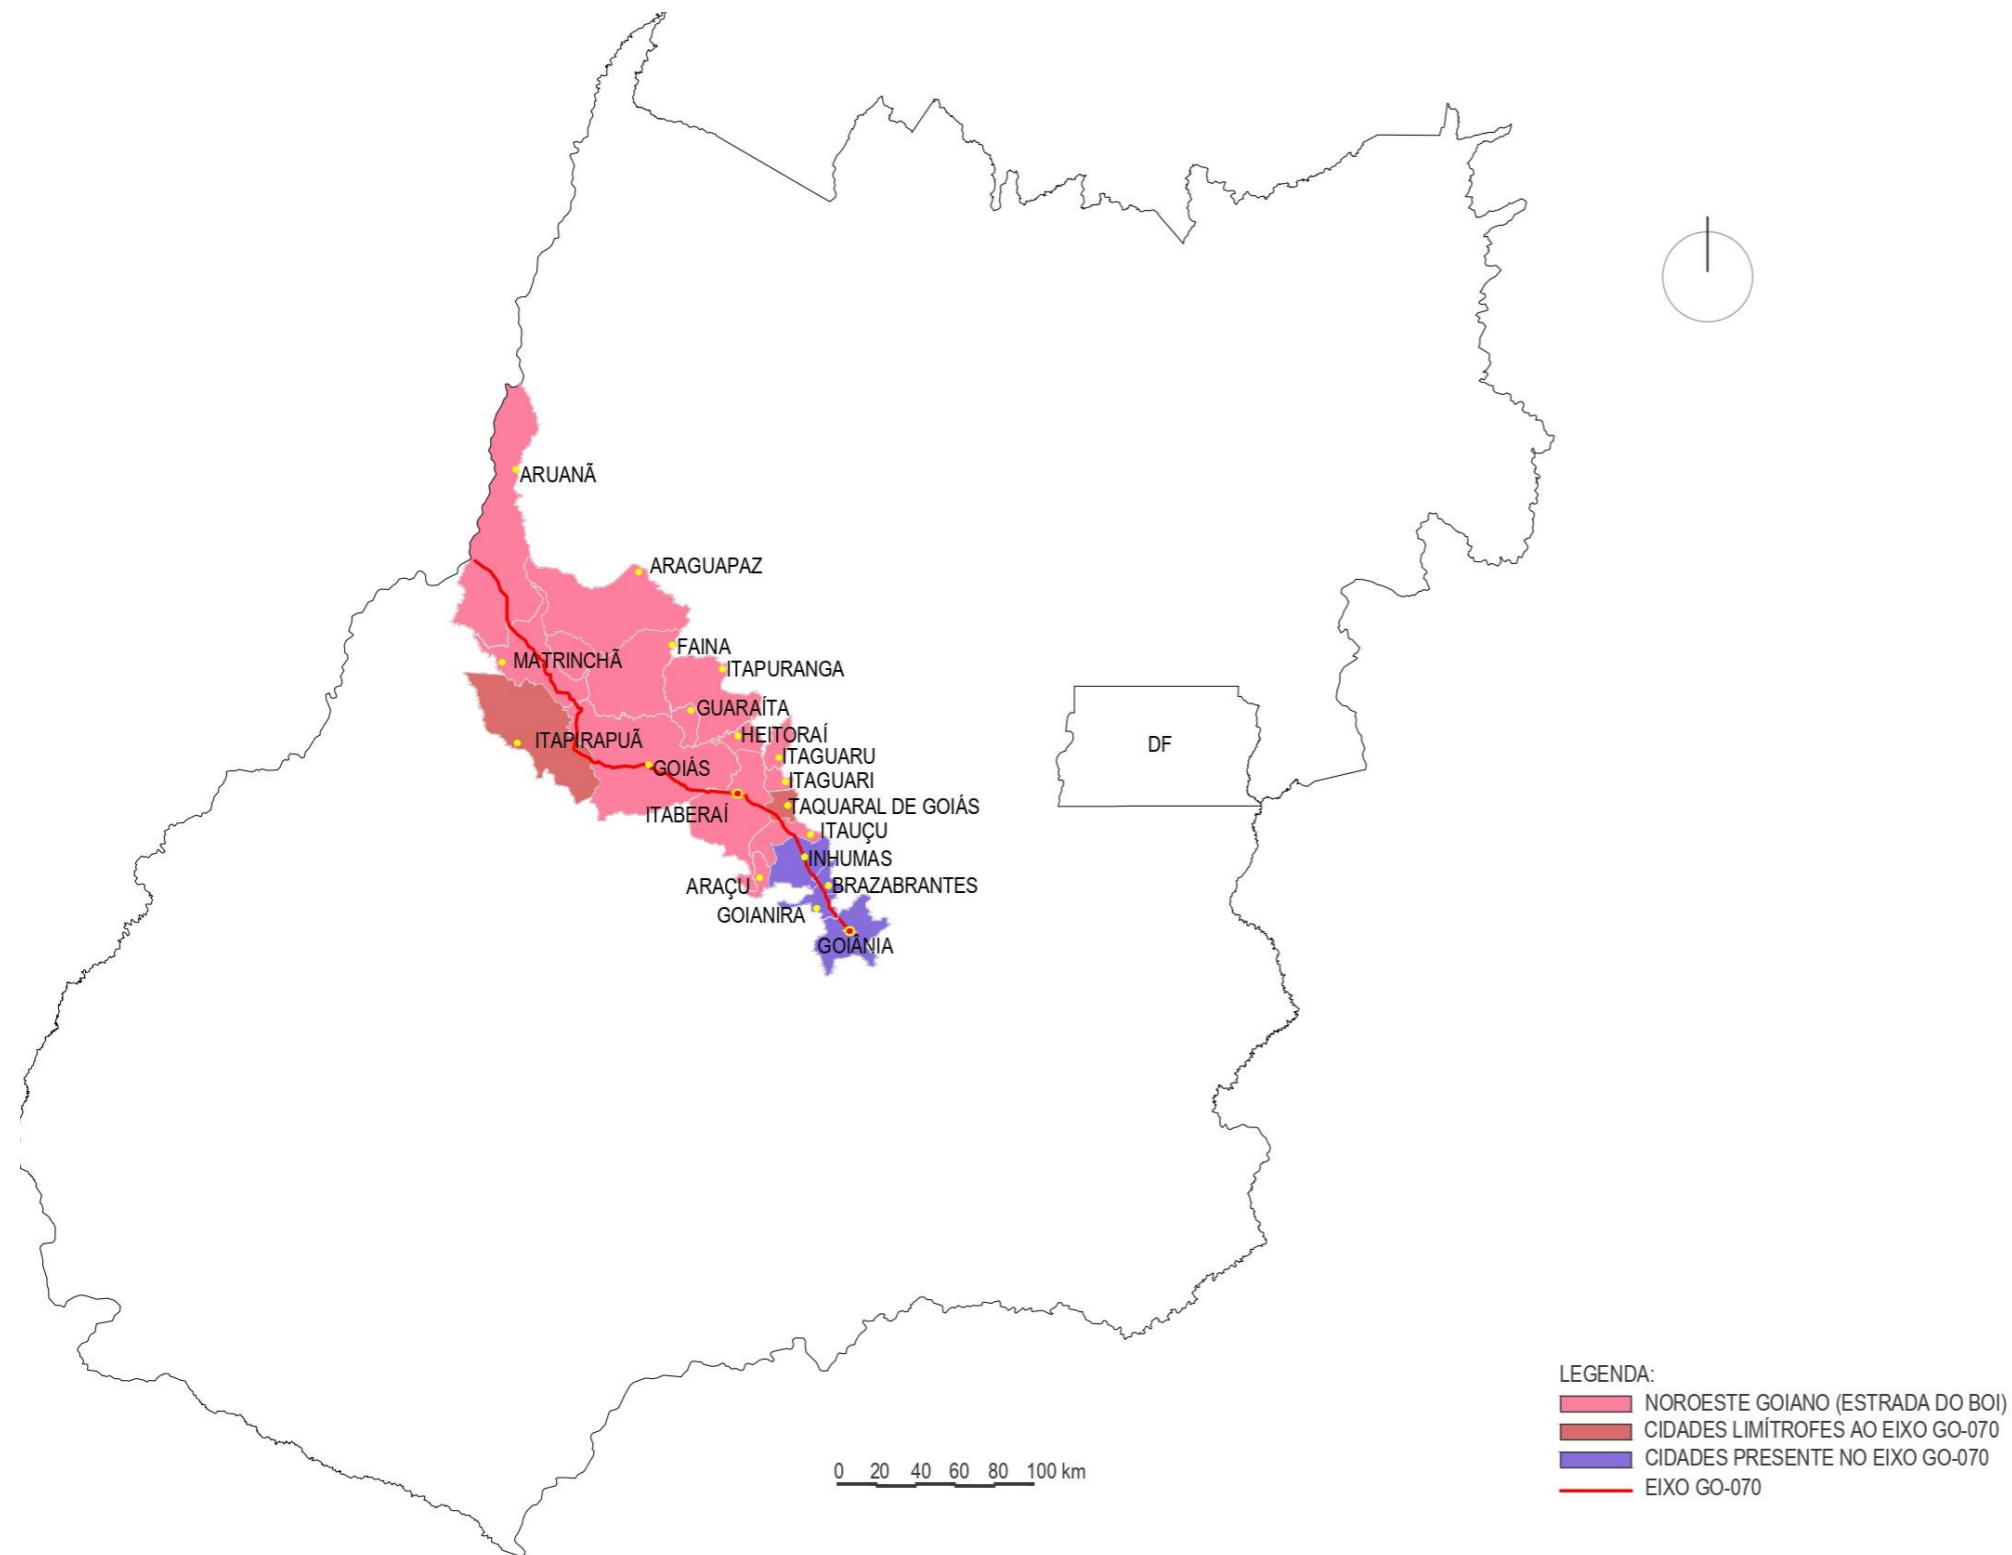 ARUANÃ
ARAGUAPAZ
FAINA
MATRINCHÃ
ITAPURANGA
GUARAÍTA
HEITORAÍ
ITAPIRAPUÃ
DF
ITAGUARU
GOIÁS
ITAGUARI
TAQUARAL DE GOIÁS
ITABERAÍ
ITAUÇU
INHUMAS
ARAÇU
BRAZABRANTES
GOIANIRA
GOIÂNIA
LEGENDA:
NOROESTE GOIANO (ESTRADA DO BOI)
CIDADES LIMÍTROFES AO EIXO GO-070
CIDADES PRESENTE NO EIXO GO-070
EIXO GO-070
0 20 40 60 80 100 km